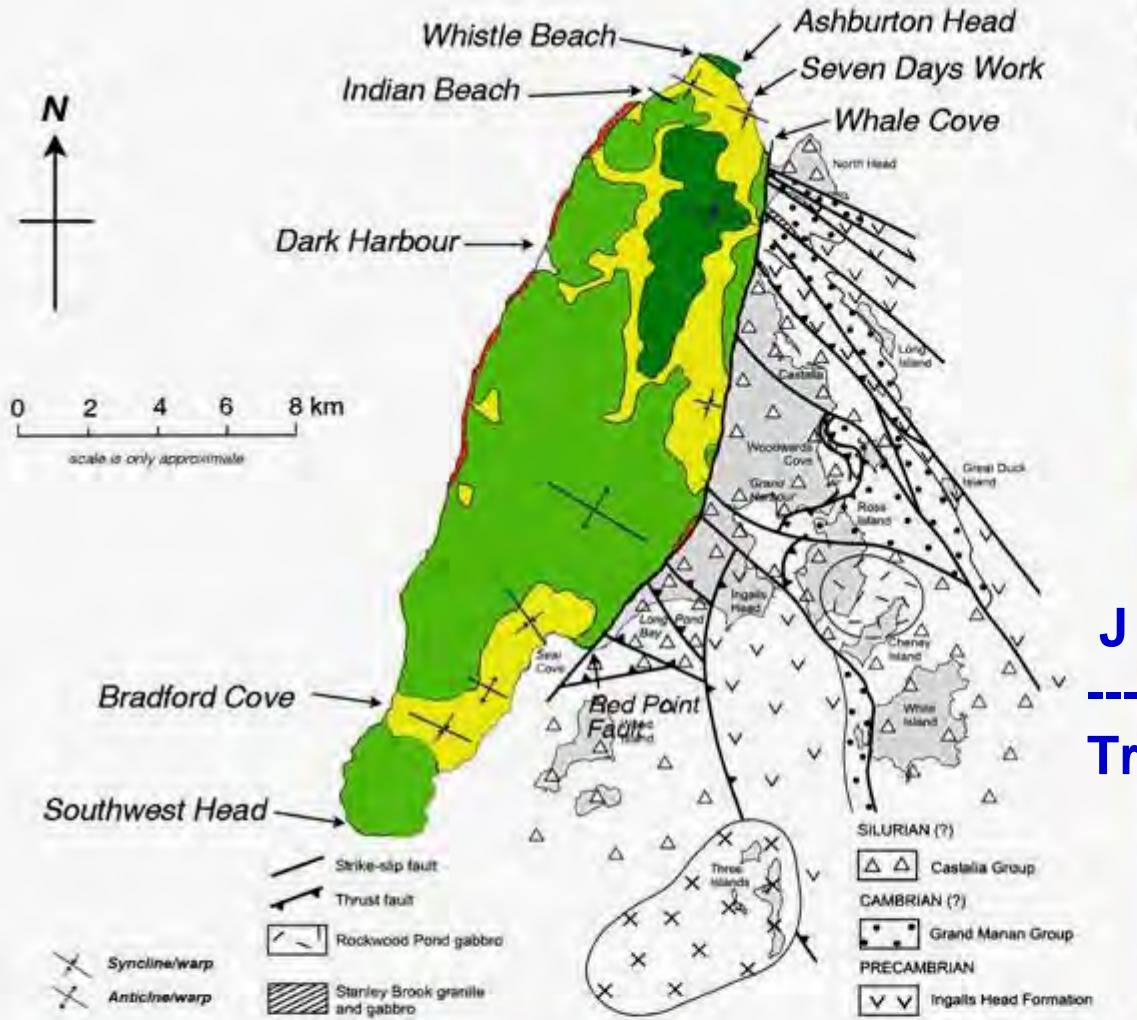 Whistle Beach
Ashburton Head
Indian Beach
Seven Days Work
Whale Cove
North Head
N
Dark Harbour
Long
Island
Castalia
0 2 4 6 8 km
scale is only approximate
Woodwards
Cove
Great Duck
Island
Grand
Harbour
Ross
Island
Ingalls
Head
Long Pond
Bay
Cheney
Island
J
---
Tr
Seal
Cove
Bradford Cove
Red Point
Fault
White
Island
Southwest Head
Three
Islands
Strike-slip fault
Thrust fault
Rockwood Pond gabbro
Syncline/warp
Anticline/warp
Stanley Brook granite
and gabbro
SILURIAN (?)
Castalia Group
CAMBRIAN (?)
Grand Manan Group
PRECAMBRIAN
Ingalls Head Formation